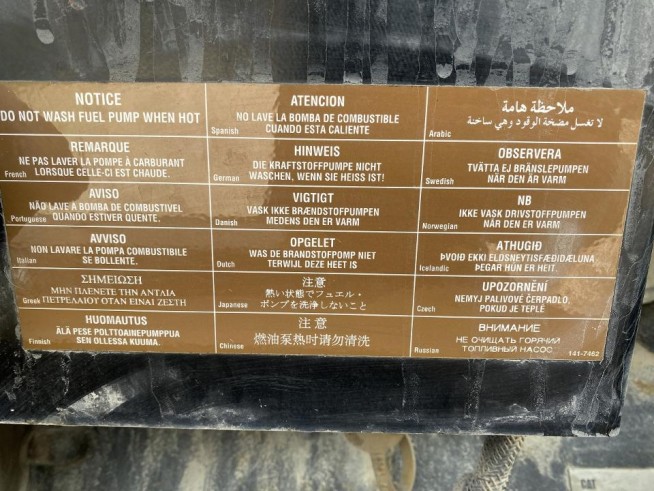 NOTICE
DO NOT WASH FUEL PUMP WHEN HOT
ATENCION
NO LAVE LA BOMBA DE COMBUSTIBLE
CUANDO ESTA CALIENTE
Spanish
ملاحظة هامة
لا تغسل مضخة الوقود وهي ساخنة
Arabic
REMARQUE
NE PAS LAVER LA POMPE À CARBURANT
LORSQUE CELLE-CI EST CHAUDE.
French
HINWEIS
DIE KRAFTSTOFFPUMPE NICHT
WASCHEN, WENN SIE HEISS IST!
German
OBSERVERA
TVÄTTA EJ BRÄNSLEPUMPEN
NÄR DEN ÄR VARM
Swedish
AVISO
NÃO LAVE A BOMBA DE COMBUSTIVEL
QUANDO ESTIVER QUENTE.
Portuguese
VIGTIGT
VASK IKKE BRÆNDSTOFPUMPEN
MEDENS DEN ER VARM
Danish
NB
IKKE VASK DRIVSTOFFPUMPEN
NÅR DEN ER VARM
Norwegian
AVVISO
NON LAVARE LA POMPA COMBUSTIBILE
SE BOLLENTE.
Italian
OPGELET
WAS DE BRANDSTOFPOMP NIET
TERWIJL DEZE HEET IS
Dutch
ATHUGIÐ
ÞVOIÐ EKKI ELDSNEYTISFÆÐIDÆLUNA
ÞEGAR HÚN ER HEIT.
Icelandic
ΣΗΜΕΙΩΣΗ
ΜΗΝ ΠΛΕΝΕΤΕ ΤΗΝ ΑΝΤΛΙΑ
ΠΕΤΡΕΛΑΙΟΥ ΟΤΑΝ ΕΙΝΑΙ ΖΕΣΤΗ
Greek
注意
熱い状態でフュエル・
ポンプを洗浄しないこと
Japanese
UPOZORNĚNÍ
NEMYJ PALIVOVÉ ČERPADLO,
POKUD JE TEPLÉ
Czech
HUOMAUTUS
ÄLÄ PESE POLTTOAINEPUMPPUA
SEN OLLESSA KUUMA.
Finnish
注意
燃油泵热时请勿清洗
Chinese
ВНИМАНИЕ
НЕ ОЧИЩАТЬ ГОРЯЧИЙ
ТОПЛИВНЫЙ НАСОС
Russian
141-7462
CAT